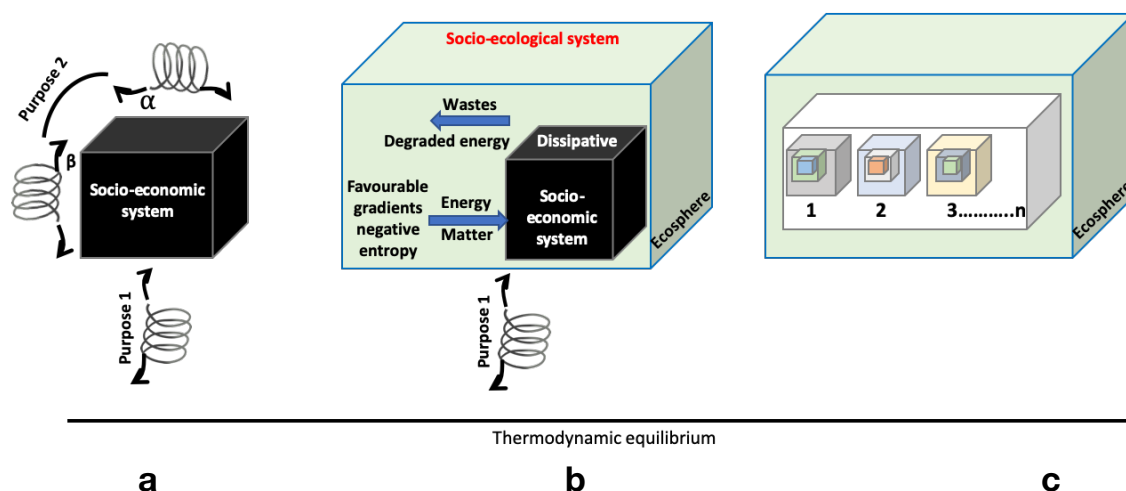 Purpose 2
α
β
Socio-economic
system
Purpose 1
Socio-ecological system
Wastes
Degraded energy
Dissipative
Favourable
gradients
negative
entropy
Energy
Matter
Socio-
economic
system
Ecosphere
Purpose 1
1
2
3...........n
Ecosphere
Thermodynamic equilibrium
a
b
c